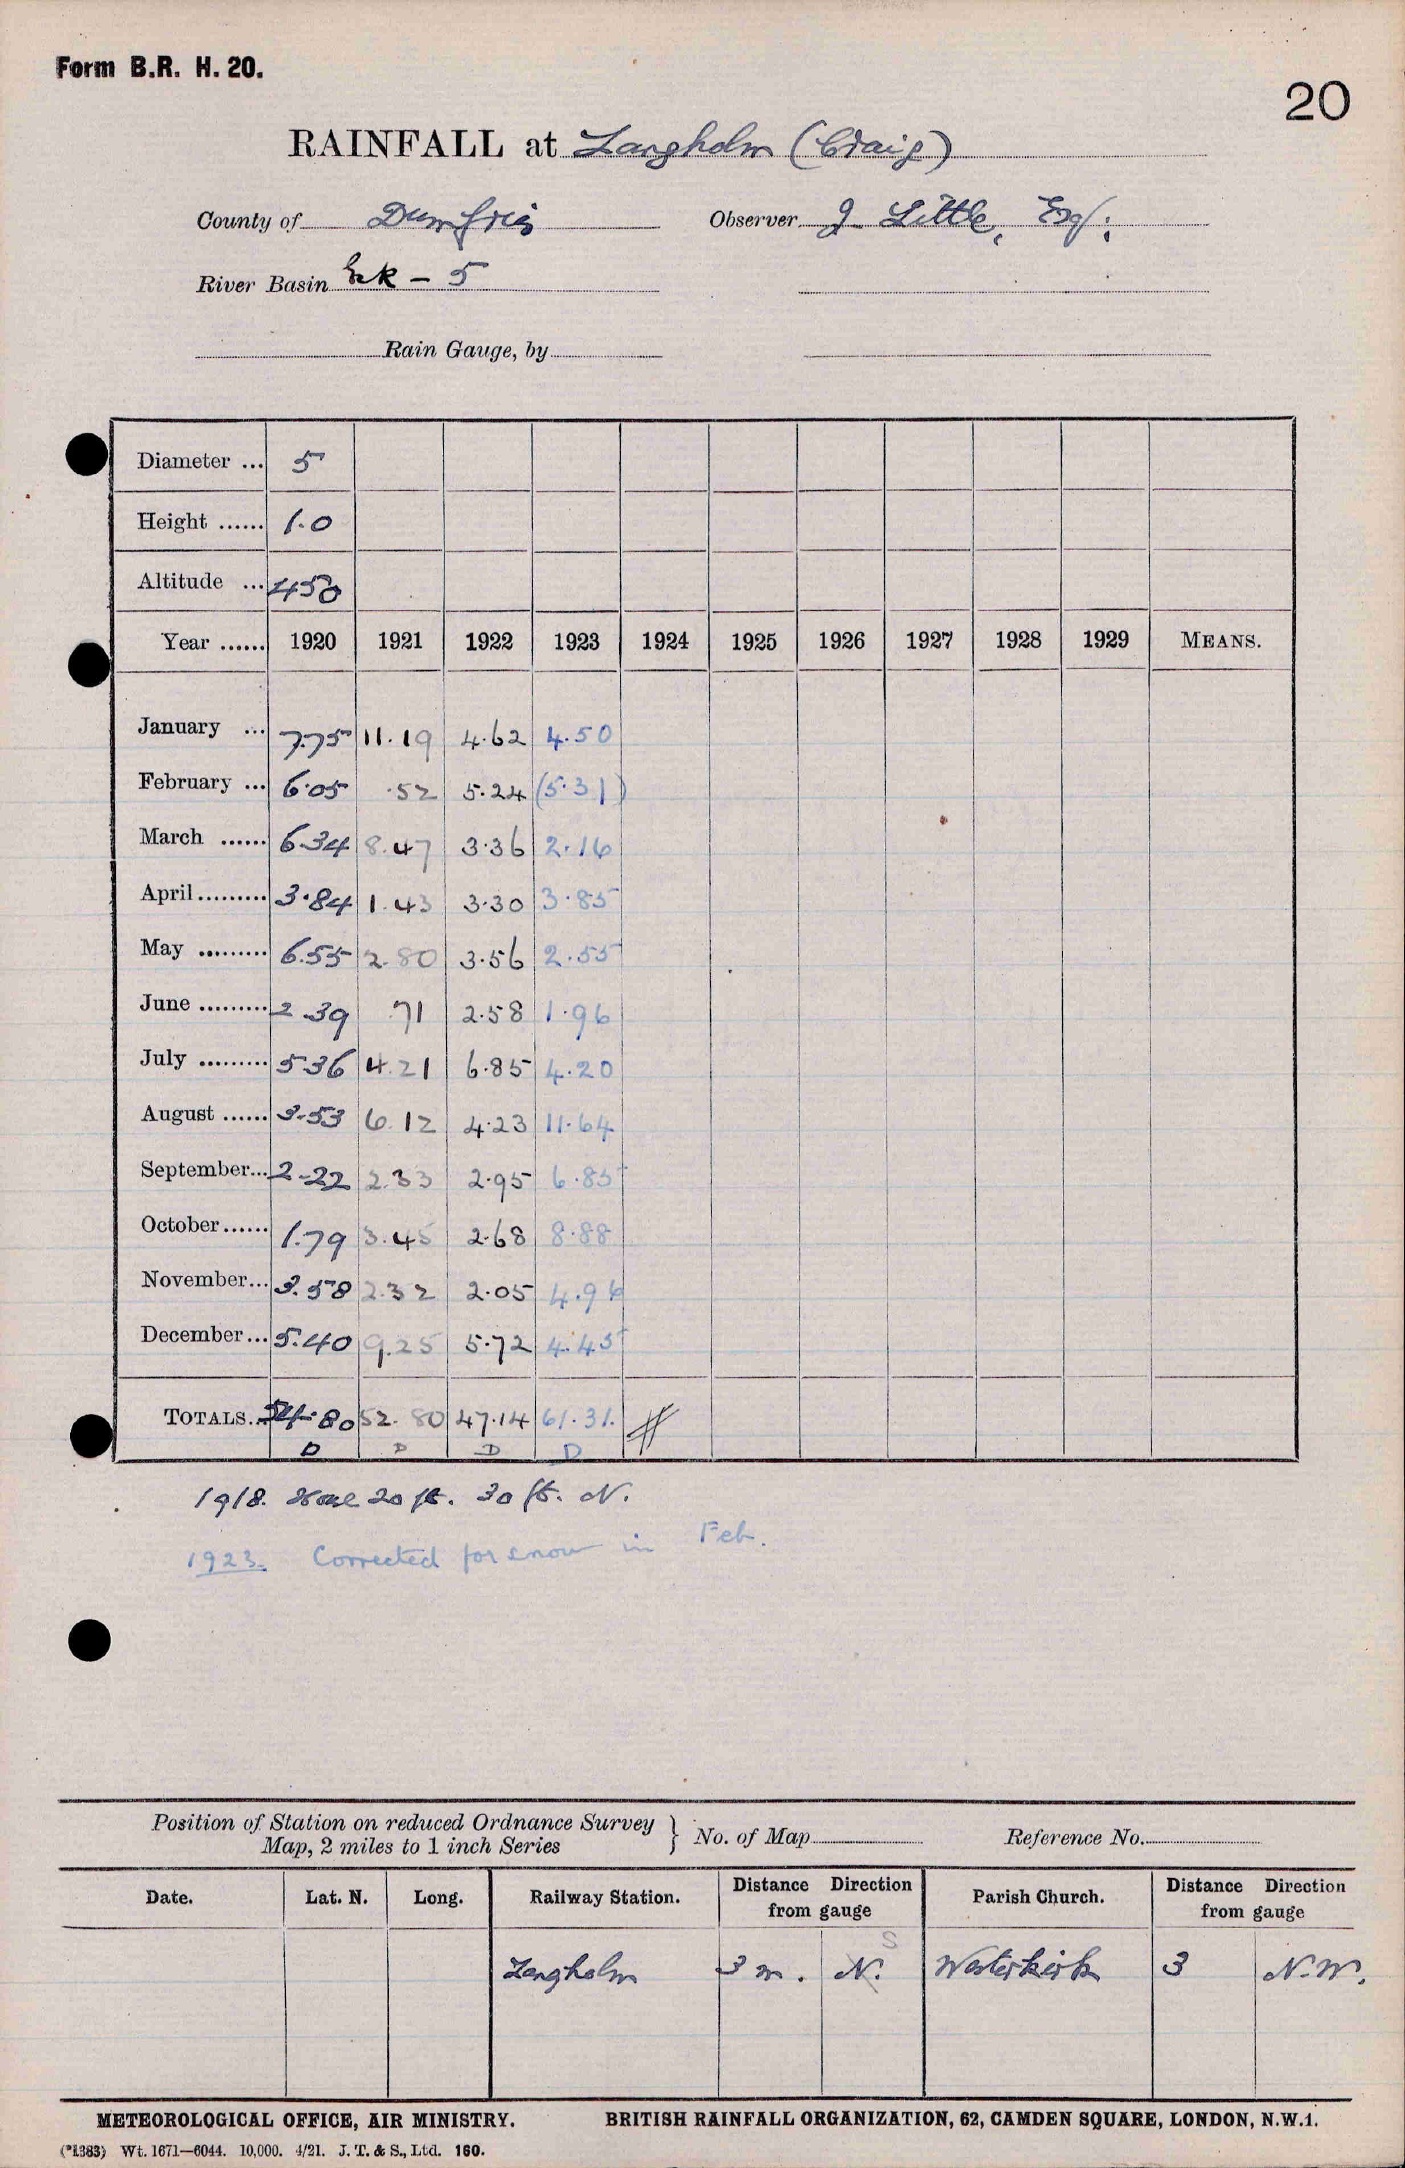 Form B.R. H. 20.
20
RAINFALL at Langholm (Craig)
County of Dumfries Observer J Little, Esq;
River Basin Esk - 5
Rain Gauge, by
Diameter ... 5
Height ...... 1.0
Altitude ... 450
Year ...... 1920 1921 1922 1923 1924 1925 1926 1927 1928 1929 MEANS.
January ... 7.75 11.19 4.62 4.50
February ... 6.05 .52 5.24 (5.31)
March ...... 6.34 8.47 3.36 2.16
April ......... 3.84 1.43 3.30 3.85
May ......... 6.55 2.80 3.56 2.55
June ......... 2.39 .71 2.58 1.96
July ......... 5.36 4.21 6.85 4.20
August ...... 3.53 6.12 4.23 11.64
September... 2.22 2.33 2.95 6.85
October...... 1.79 3.45 2.68 8.88
November... 3.58 2.32 2.05 4.96
December... 5.40 9.25 5.72 4.45
TOTALS... 54.80 52.80 47.14 61.31.
D D D D
1918. House 20 ft. 30 ft. N.
1923. Corrected for snow in Feb.
Position of Station on reduced Ordnance Survey
Map, 2 miles to 1 inch Series } No. of Map Reference No.
Date. Lat. N. Long. Railway Station. Distance Direction from gauge Parish Church. Distance Direction from gauge
S
Langholm 3 m. N. Westerkirk 3 N.W.
METEOROLOGICAL OFFICE, AIR MINISTRY. BRITISH RAINFALL ORGANIZATION, 62, CAMDEN SQUARE, LONDON, N.W.1.
(*1383) Wt. 1671—6044. 10,000. 4/21. J. T. & S., Ltd. 160.